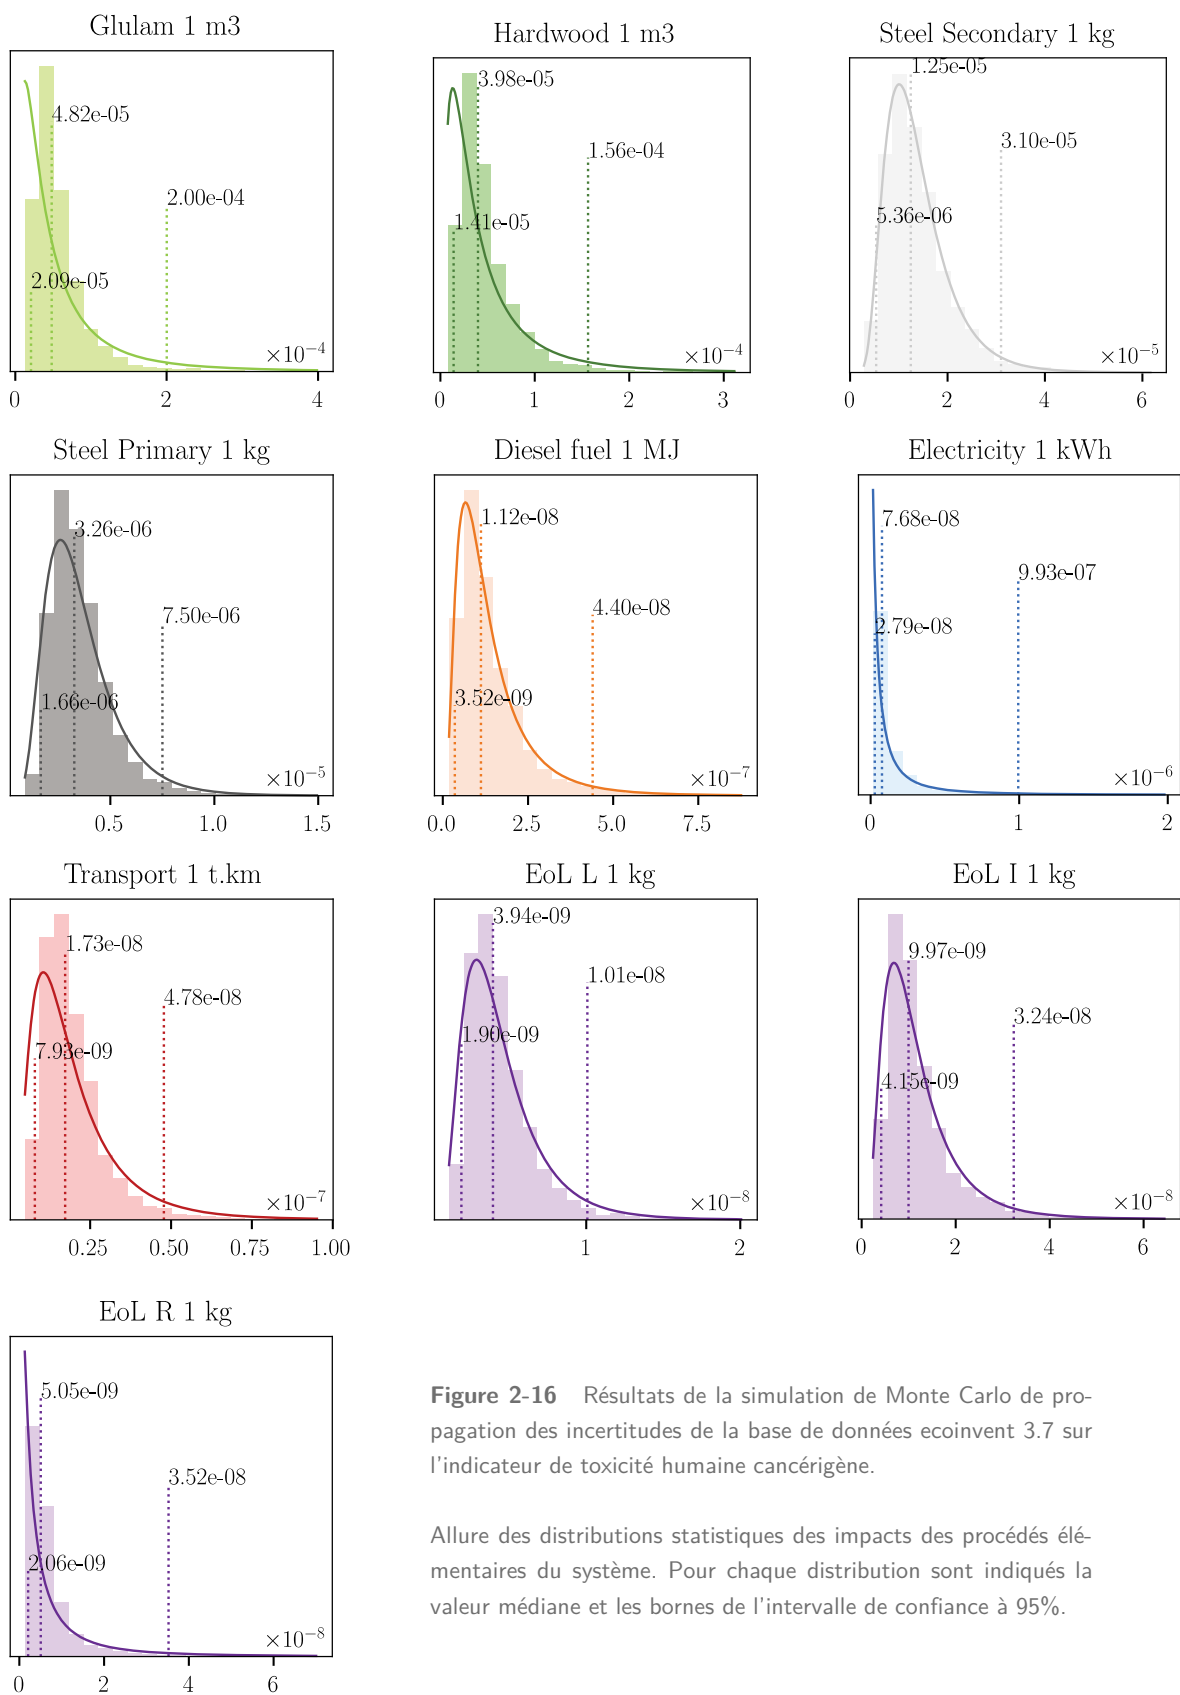 Glulam 1 m3
4.82e-05
2.00e-04
2.09e-05
×10⁻⁴
0 2 4
Hardwood 1 m3
3.98e-05
1.56e-04
1.41e-05
×10⁻⁴
0 1 2 3
Steel Secondary 1 kg
1.25e-05
3.10e-05
5.36e-06
×10⁻⁵
0 2 4 6
Steel Primary 1 kg
3.26e-06
7.50e-06
1.66e-06
×10⁻⁵
0.5 1.0 1.5
Diesel fuel 1 MJ
1.12e-08
4.40e-08
3.52e-09
×10⁻⁷
0.0 2.5 5.0 7.5
Electricity 1 kWh
7.68e-08
9.93e-07
2.79e-08
×10⁻⁶
0 1 2
Transport 1 t.km
1.73e-08
4.78e-08
7.93e-09
×10⁻⁷
0.25 0.50 0.75 1.00
EoL L 1 kg
3.94e-09
1.01e-08
1.90e-09
×10⁻⁸
1 2
EoL I 1 kg
9.97e-09
3.24e-08
4.15e-09
×10⁻⁸
0 2 4 6
EoL R 1 kg
5.05e-09
3.52e-08
2.06e-09
×10⁻⁸
0 2 4 6
Figure 2-16 Résultats de la simulation de Monte Carlo de pro-
pagation des incertitudes de la base de données ecoinvent 3.7 sur
l'indicateur de toxicité humaine cancérigène.
Allure des distributions statistiques des impacts des procédés élé-
mentaires du système. Pour chaque distribution sont indiqués la
valeur médiane et les bornes de l'intervalle de confiance à 95%.